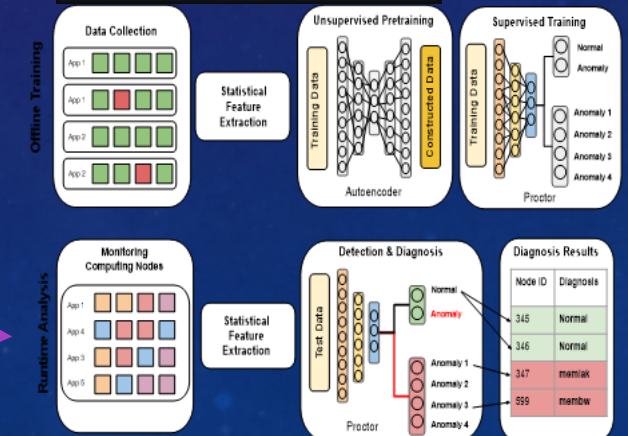 Offline Training
Data Collection
App 1
App 1
App 2
App 2
Statistical
Feature
Extraction
Unsupervised Pretraining
Training Data
Constructed Data
Autoencoder
Supervised Training
Training Data
Normal
Anomaly
Anomaly 1
Anomaly 2
Anomaly 3
Anomaly 4
Proctor
Runtime Analysis
Monitoring
Computing Nodes
App 1
App 4
App 3
App 5
Statistical
Feature
Extraction
Detection & Diagnosis
Test Data
Normal
Anomaly
Anomaly 1
Anomaly 2
Anomaly 3
Anomaly 4
Proctor
Diagnosis Results
Node ID Diagnosis
345 Normal
346 Normal
347 memlak
599 membw